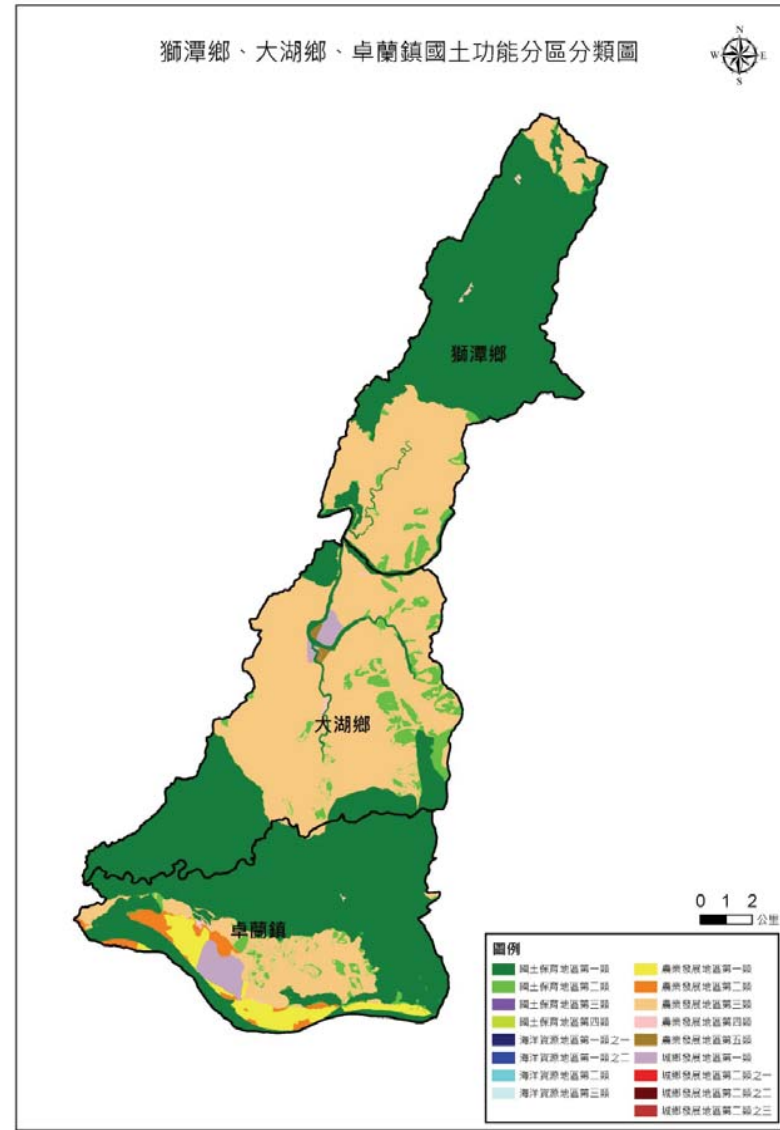 獅潭鄉、大湖鄉、卓蘭鎮國土功能分區分類圖
N
W E
S
獅潭鄉
大湖鄉
卓蘭鎮
0 1 2
公里
圖例
國土保育地區第一類
國土保育地區第二類
國土保育地區第三類
國土保育地區第四類
海洋資源地區第一類之一
海洋資源地區第一類之二
海洋資源地區第二類
海洋資源地區第三類
農業發展地區第一類
農業發展地區第二類
農業發展地區第三類
農業發展地區第四類
農業發展地區第五類
城鄉發展地區第一類
城鄉發展地區第二類之一
城鄉發展地區第二類之二
城鄉發展地區第二類之三